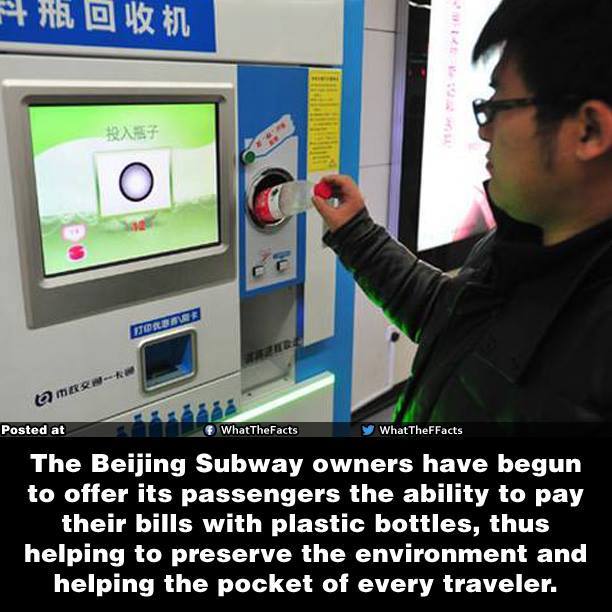 料瓶回收机
投入瓶子
12
打印优惠券\刷卡
市政交通一卡通
Posted at
WhatTheFacts
WhatTheFFacts
The Beijing Subway owners have begun
to offer its passengers the ability to pay
their bills with plastic bottles, thus
helping to preserve the environment and
helping the pocket of every traveler.